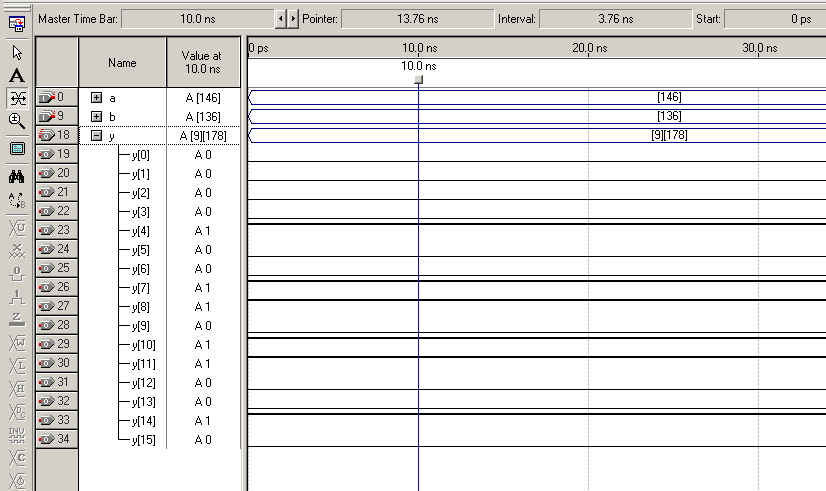 Master Time Bar: 10.0 ns Pointer: 13.76 ns Interval: 3.76 ns Start: 0 ps
Name Value at 10.0 ns 0 ps 10.0 ns 20.0 ns 30.0 ns
10.0 ns
0 a A [146] [146]
9 b A [136] [136]
18 y A [9][178] [9][178]
19 y[0] A 0
20 y[1] A 0
21 y[2] A 0
22 y[3] A 0
23 y[4] A 1
24 y[5] A 0
25 y[6] A 0
26 y[7] A 1
27 y[8] A 1
28 y[9] A 0
29 y[10] A 1
30 y[11] A 1
31 y[12] A 0
32 y[13] A 0
33 y[14] A 1
34 y[15] A 0